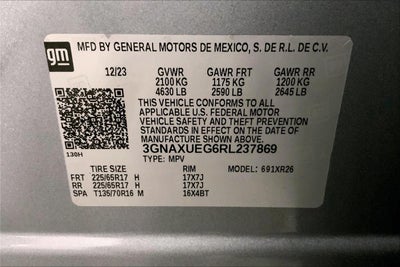 gm
MFD BY GENERAL MOTORS DE MEXICO, S. DE R.L. DE C.V.
12/23 GVWR GAWR FRT GAWR RR
2100 KG 1175 KG 1200 KG
4630 LB 2590 LB 2645 LB
THIS VEHICLE CONFORMS TO ALL
APPLICABLE U.S. FEDERAL MOTOR
VEHICLE SAFETY, BUMPER, AND THEFT
PREVENTION STANDARDS IN EFFECT ON THE DATE
OF MANUFACTURE SHOWN ABOVE.
3GNAXUEG6RL237869
130H TYPE: MPV
TIRE SIZE RIM MODEL: 691XR26
FRT 225/65R17 H 17X7J
RR 225/65R17 H 17X7J
SPA T135/70R16 M 16X4BT